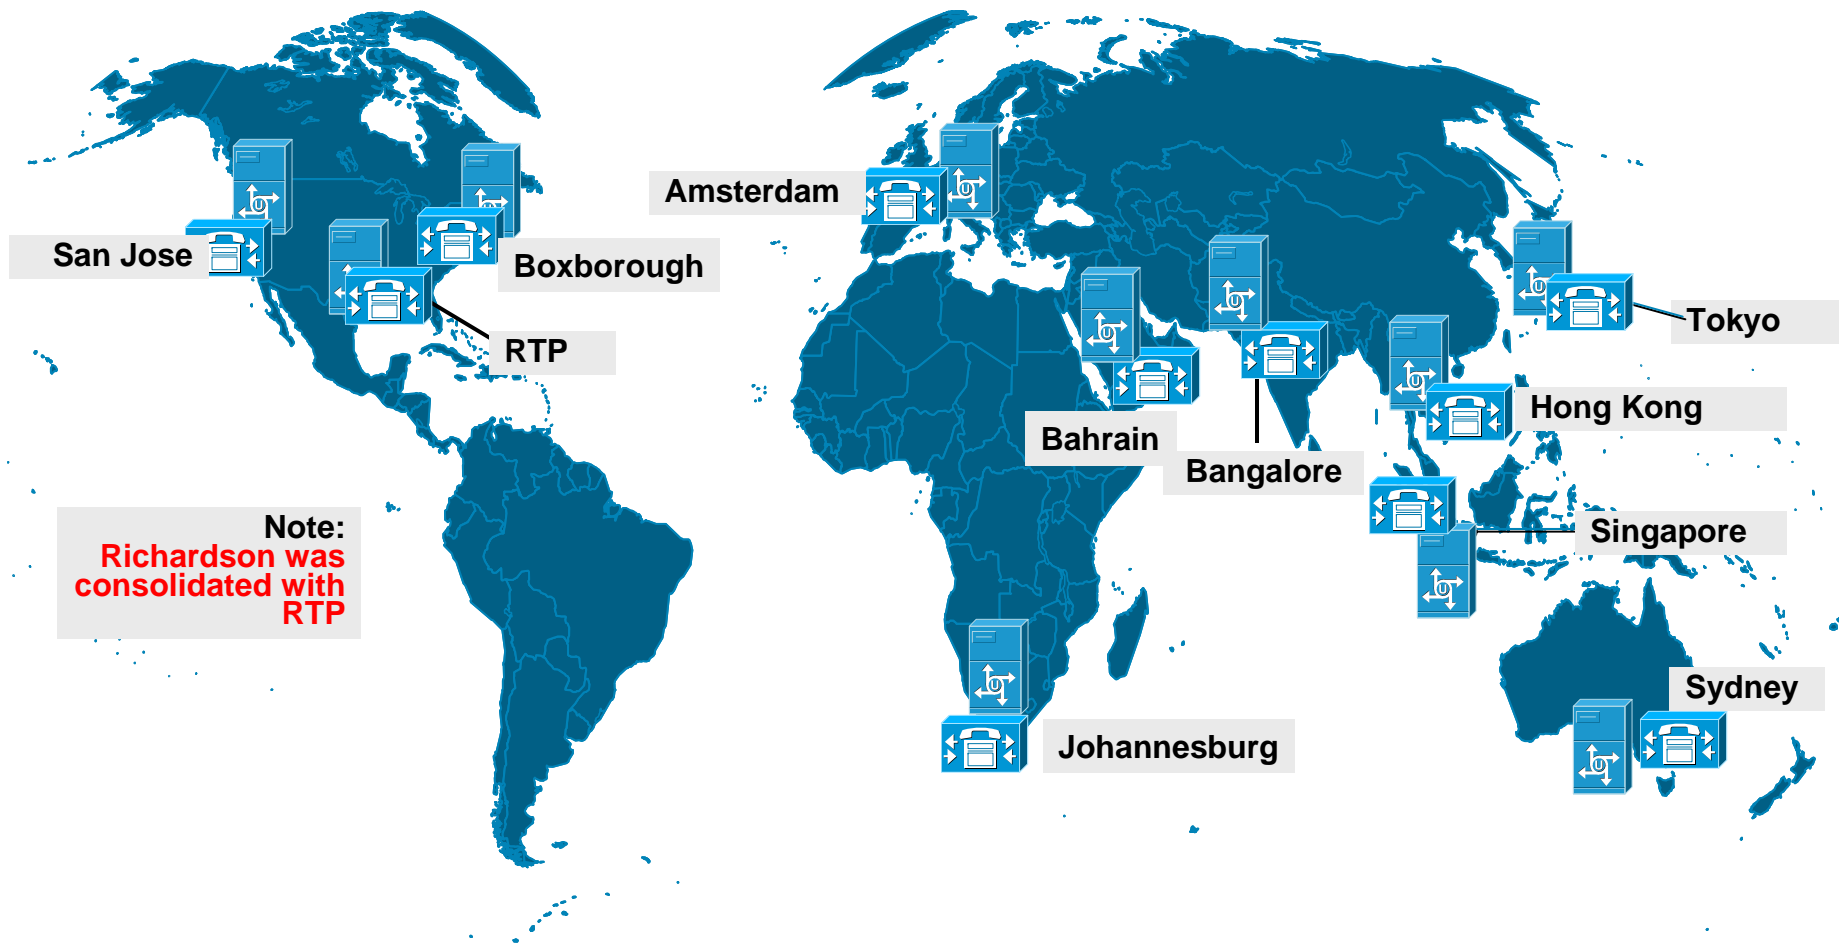 Amsterdam
San Jose
Boxborough
RTP
Tokyo
Hong Kong
Bahrain
Bangalore
Note:
Richardson was
consolidated with
RTP
Singapore
Sydney
Johannesburg
U
U
U
U
U
U
U
U
U
U